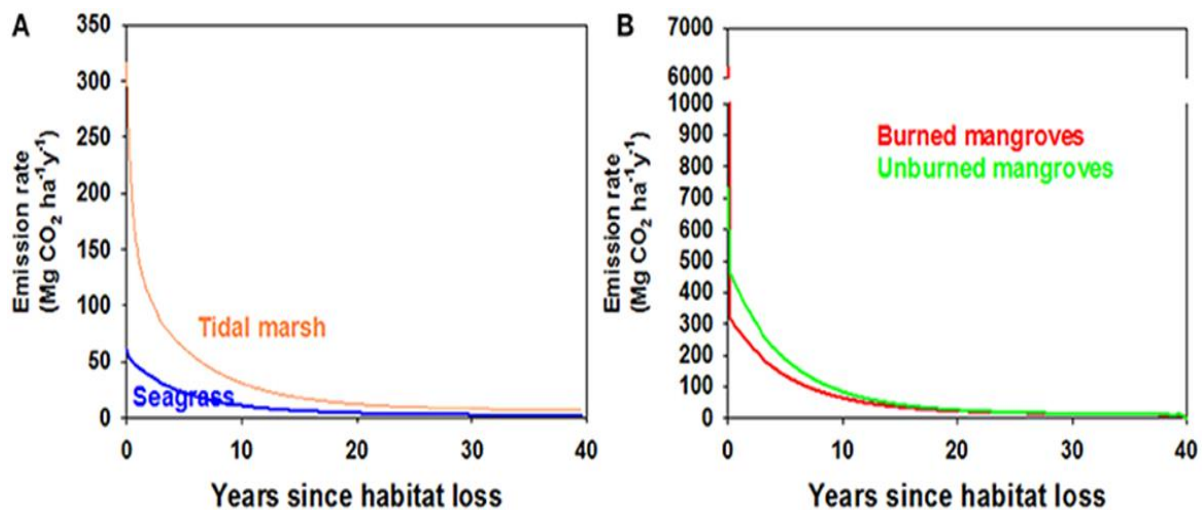 A
350
300
250
200
150
100
50
0
Emission rate
(Mg CO₂ ha⁻¹y⁻¹)
Tidal marsh
Seagrass
0 10 20 30 40
Years since habitat loss
B
7000
6000
1000
900
800
700
600
500
400
300
200
100
0
Emission rate
(Mg CO₂ ha⁻¹y⁻¹)
Burned mangroves
Unburned mangroves
0 10 20 30 40
Years since habitat loss